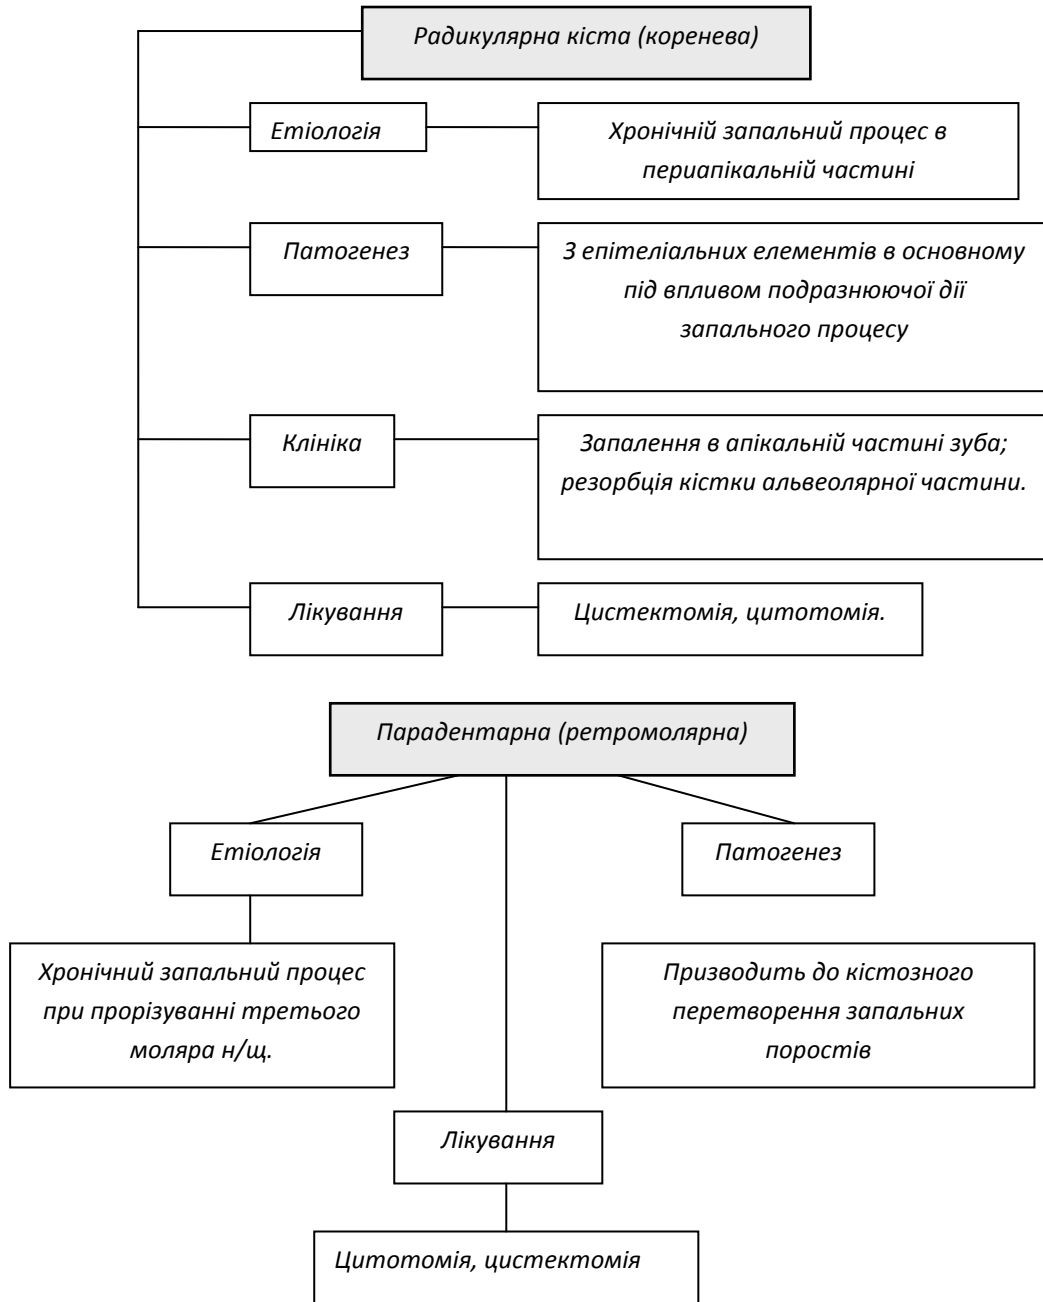 Радикулярна кіста (коренева)
Етіологія
Хронічній запальний процес в
периапікальній частині
Патогенез
З епітеліальних елементів в основному
під впливом подразнюючої дії
запального процесу
Клініка
Запалення в апікальній частині зуба;
резорбція кістки альвеолярної частини.
Лікування
Цистектомія, цитотомія.
Парадентарна (ретромолярна)
Етіологія
Патогенез
Хронічний запальний процес
при прорізуванні третього
моляра н/щ.
Призводить до кістозного
перетворення запальних
поростів
Лікування
Цитотомія, цистектомія